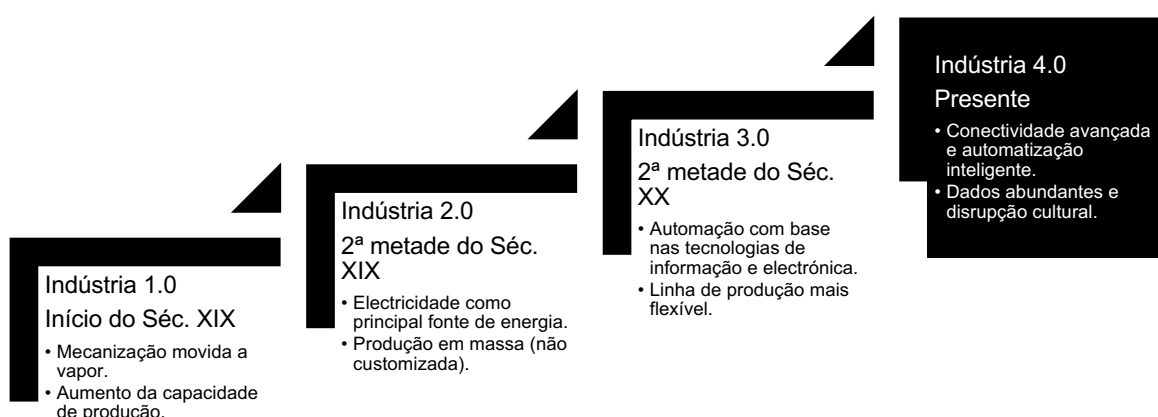 Indústria 1.0
Início do Séc. XIX
• Mecanização movida a
vapor.
• Aumento da capacidade
de produção.
Indústria 2.0
2ª metade do Séc.
XIX
• Electricidade como
principal fonte de energia.
• Produção em massa (não
customizada).
Indústria 3.0
2ª metade do Séc.
XX
• Automação com base
nas tecnologias de
informação e electrónica.
• Linha de produção mais
flexível.
Indústria 4.0
Presente
• Conectividade avançada
e automatização
inteligente.
• Dados abundantes e
disrupção cultural.